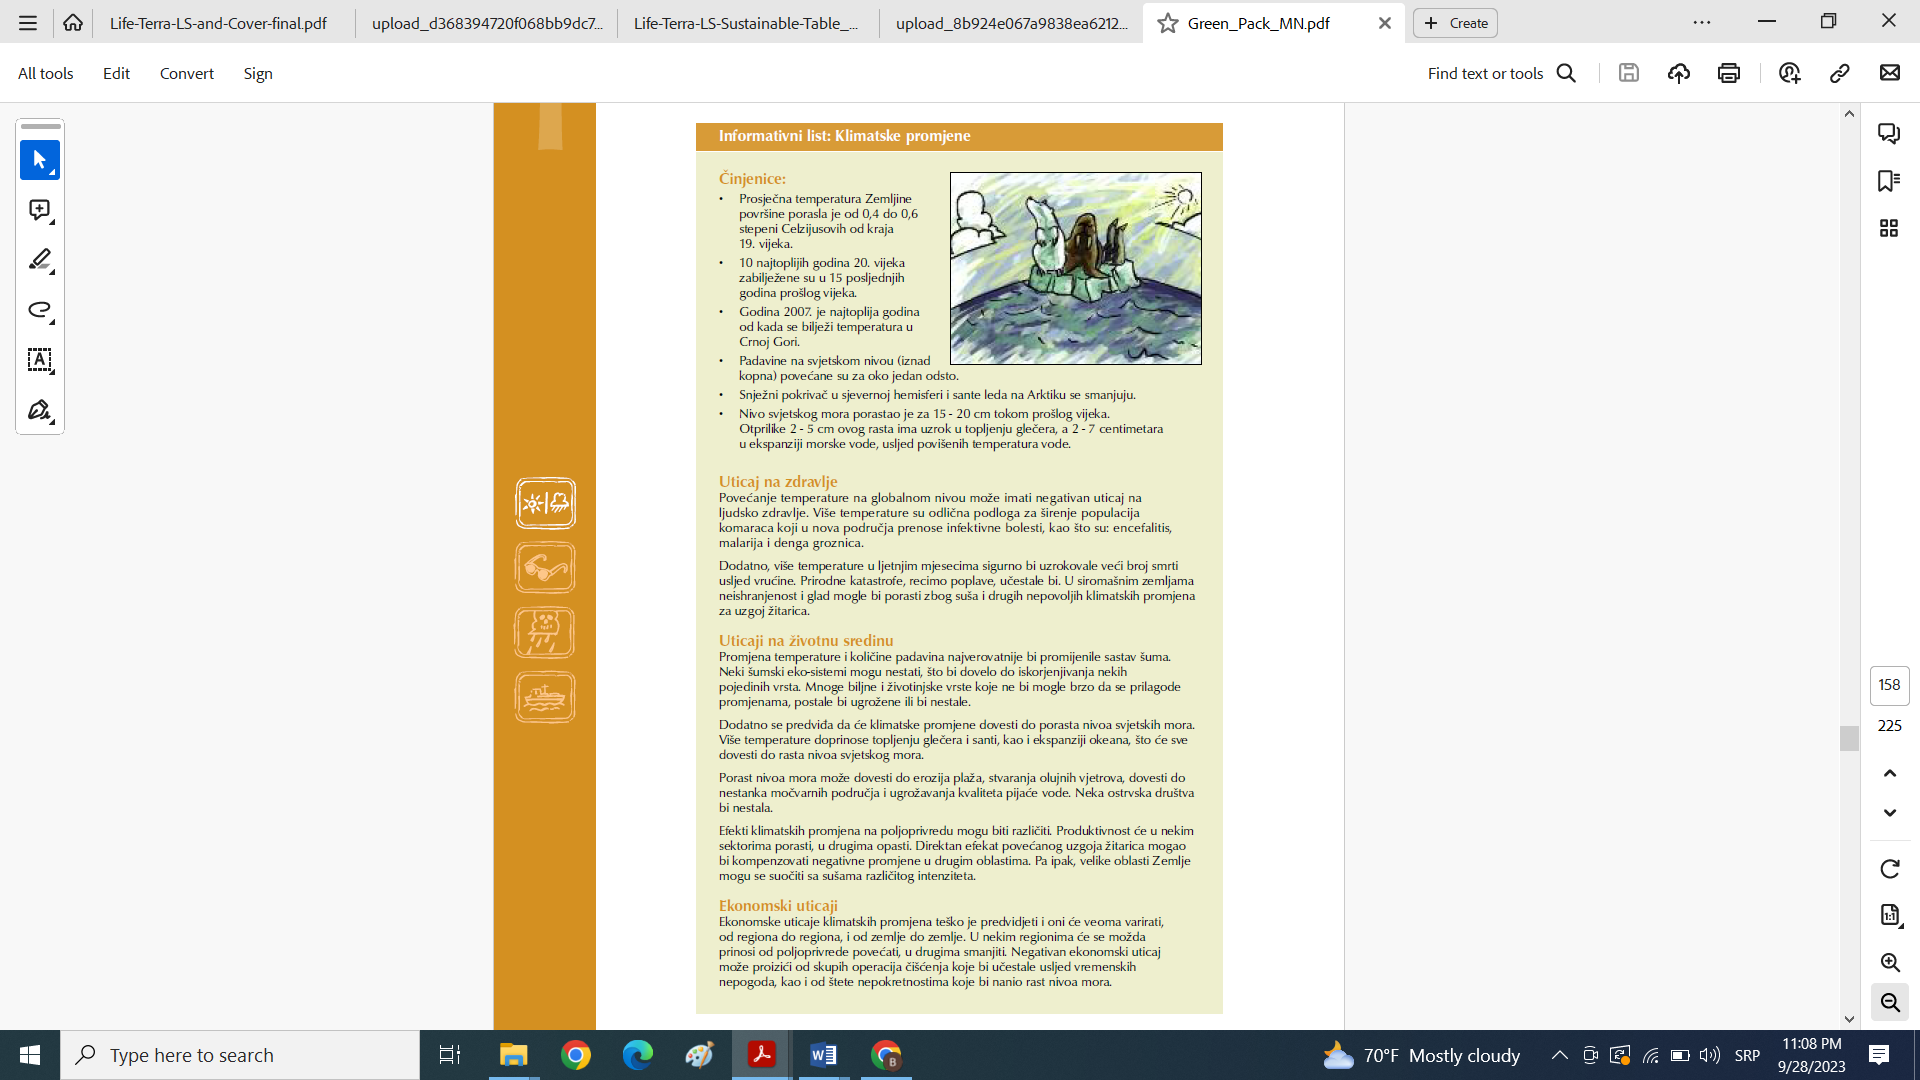 Life-Terra-LS-and-Cover-final.pdf
upload_d368394720f068bb9dc7...
Life-Terra-LS-Sustainable-Table_...
upload_8b924e067a9838ea6212...
Green_Pack_MN.pdf
Create
All tools
Edit
Convert
Sign
Find text or tools
Informativni list: Klimatske promjene
Činjenice:
• Prosječna temperatura Zemljine
površine porasla je od 0,4 do 0,6
stepeni Celzijusovih od kraja
19. vijeka.
• 10 najtoplijih godina 20. vijeka
zabilježene su u 15 posljednjih
godina prošlog vijeka.
• Godina 2007. je najtoplija godina
od kada se bilježi temperatura u
Crnoj Gori.
• Padavine na svjetskom nivou (iznad
kopna) povećane su za oko jedan odsto.
• Snježni pokrivač u sjevernoj hemisferi i sante leda na Arktiku se smanjuju.
• Nivo svjetskog mora porastao je za 15 - 20 cm tokom prošlog vijeka.
Otprilike 2 - 5 cm ovog rasta ima uzrok u topljenju glečera, a 2 - 7 centimetara
u ekspanziji morske vode, usljed povišenih temperatura vode.
Uticaj na zdravlje
Povećanje temperature na globalnom nivou može imati negativan uticaj na
ljudsko zdravlje. Više temperature su odlična podloga za širenje populacija
komaraca koji u nova područja prenose infektivne bolesti, kao što su: encefalitis,
malarija i denga groznica.
Dodatno, više temperature u ljetnjim mjesecima sigurno bi uzrokovale veći broj smrti
usljed vrućine. Prirodne katastrofe, recimo poplave, učestale bi. U siromašnim zemljama
neishranjenost i glad mogle bi porasti zbog suša i drugih nepovoljih klimatskih promjena
za uzgoj žitarica.
Uticaji na životnu sredinu
Promjena temperature i količine padavina najverovatnije bi promijenile sastav šuma.
Neki šumski eko-sistemi mogu nestati, što bi dovelo do iskorjenjivanja nekih
pojedinih vrsta. Mnoge biljne i životinjske vrste koje ne bi mogle brzo da se prilagode
promjenama, postale bi ugrožene ili bi nestale.
Dodatno se predviđa da će klimatske promjene dovesti do porasta nivoa svjetskih mora.
Više temperature doprinose topljenju glečera i santi, kao i ekspanziji okeana, što će sve
dovesti do rasta nivoa svjetskog mora.
Porast nivoa mora može dovesti do erozija plaža, stvaranja olujnih vjetrova, dovesti do
nestanka močvarnih područja i ugrožavanja kvaliteta pijaće vode. Neka ostrvska društva
bi nestala.
Efekti klimatskih promjena na poljoprivredu mogu biti različiti. Produktivnost će u nekim
sektorima porasti, u drugima opasti. Direktan efekat povećanog uzgoja žitarica mogao
bi kompenzovati negativne promjene u drugim oblastima. Pa ipak, velike oblasti Zemlje
mogu se suočiti sa sušama različitog intenziteta.
Ekonomski uticaji
Ekonomske uticaje klimatskih promjena teško je predvidjeti i oni će veoma varirati,
od regiona do regiona, i od zemlje do zemlje. U nekim regionima će se možda
prinosi od poljoprivrede povećati, u drugima smanjiti. Negativan ekonomski uticaj
može proizići od skupih operacija čišćenja koje bi učestale usljed vremenskih
nepogoda, kao i od štete nepokretnostima koje bi nanio rast nivoa mora.
158
225
Type here to search
70°F Mostly cloudy
SRP
11:08 PM
9/28/2023